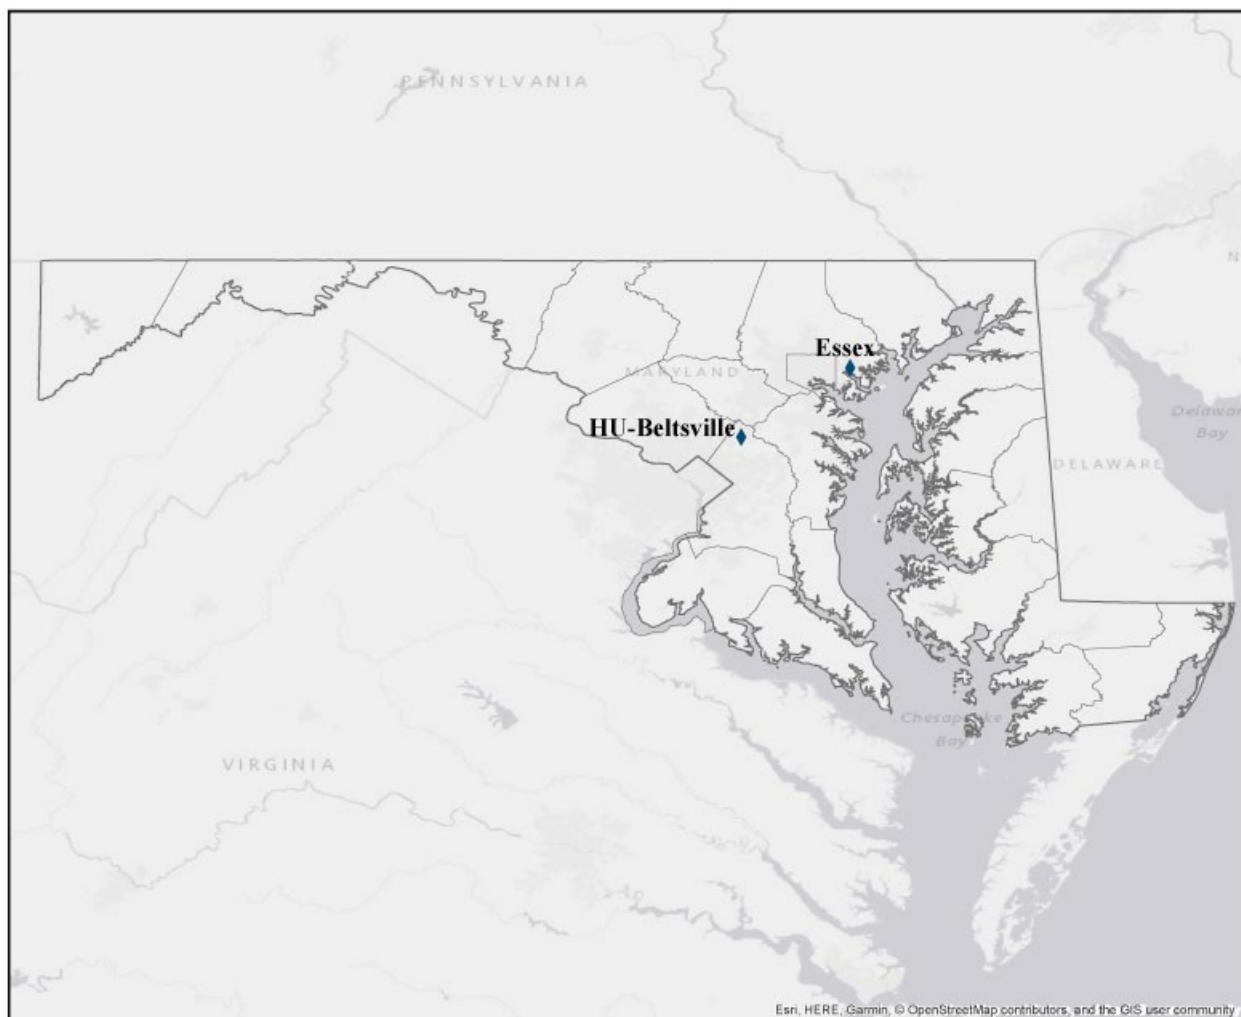 PENNSYLVANIA
N
Essex
MARYLAND
HU-Beltsville
Delaware
Bay
DELAWARE
Chesapeake
Bay
VIRGINIA
Esri, HERE, Garmin, © OpenStreetMap contributors, and the GIS user community